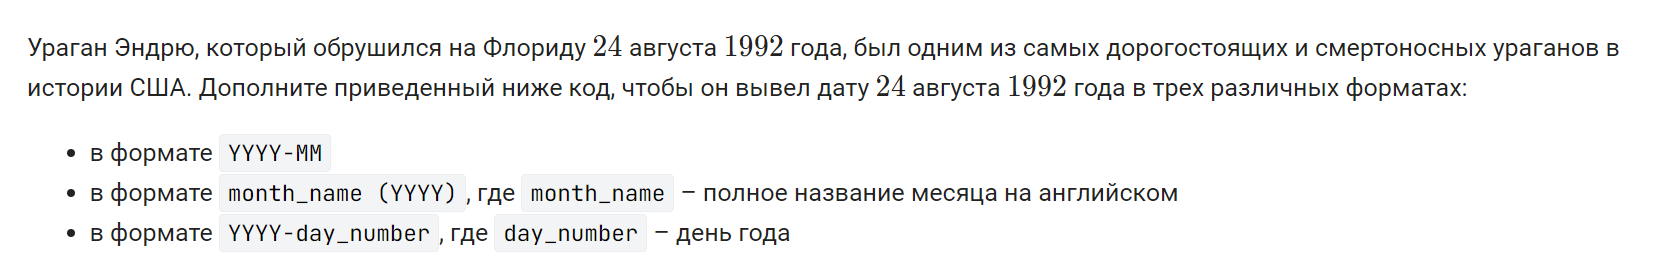 Ураган Эндрю, который обрушился на Флориду 24 августа 1992 года, был одним из самых дорогостоящих и смертоносных ураганов в
истории США. Дополните приведенный ниже код, чтобы он вывел дату 24 августа 1992 года в трех различных форматах:
• в формате YYYY-MM
• в формате month_name (YYYY), где month_name – полное название месяца на английском
• в формате YYYY-day_number, где day_number – день года